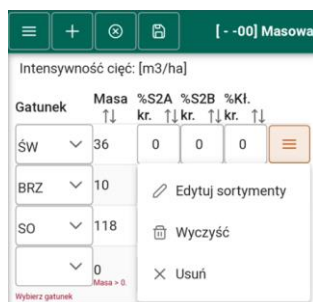 [ - -00] Masowa
Intensywność cięć: [m3/ha]
Gatunek Masa %S2A kr. %S2B kr. %Kł. kr.
ŚW 36 0 0 0
BRZ 10
Edytuj sortymenty
SO 118
Wyczyść
0
Masa > 0.
Usuń
Wybierz gatunek